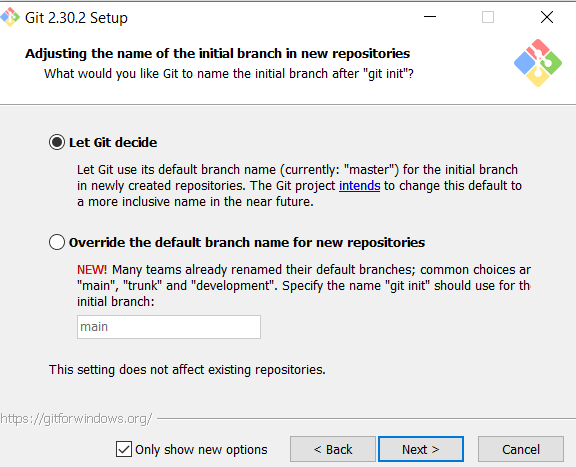 Git 2.30.2 Setup
Adjusting the name of the initial branch in new repositories
What would you like Git to name the initial branch after "git init"?
Let Git decide
Let Git use its default branch name (currently: "master") for the initial branch
in newly created repositories. The Git project intends to change this default to
a more inclusive name in the near future.
Override the default branch name for new repositories
NEW! Many teams already renamed their default branches; common choices ar
"main", "trunk" and "development". Specify the name "git init" should use for th
initial branch:
main
This setting does not affect existing repositories.
https://gitforwindows.org/
Only show new options
< Back
Next >
Cancel